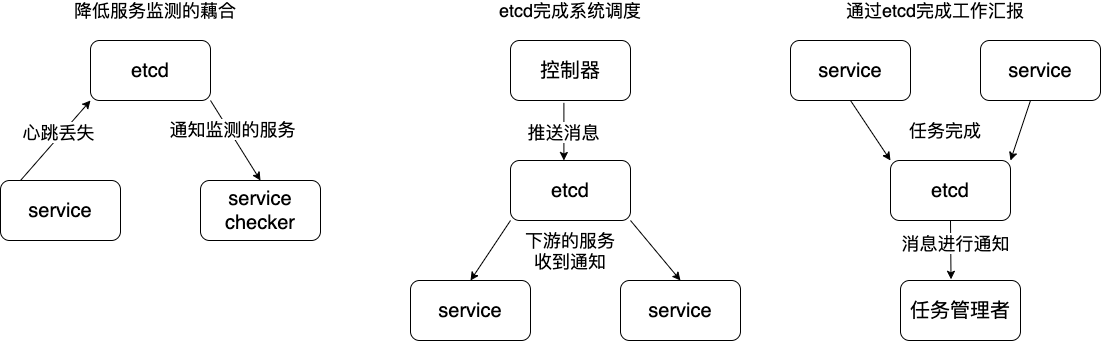 降低服务监测的藕合
etcd
心跳丢失
通知监测的服务
service
service
checker
etcd完成系统调度
控制器
推送消息
etcd
下游的服务
收到通知
service
service
通过etcd完成工作汇报
service
service
任务完成
etcd
消息进行通知
任务管理者